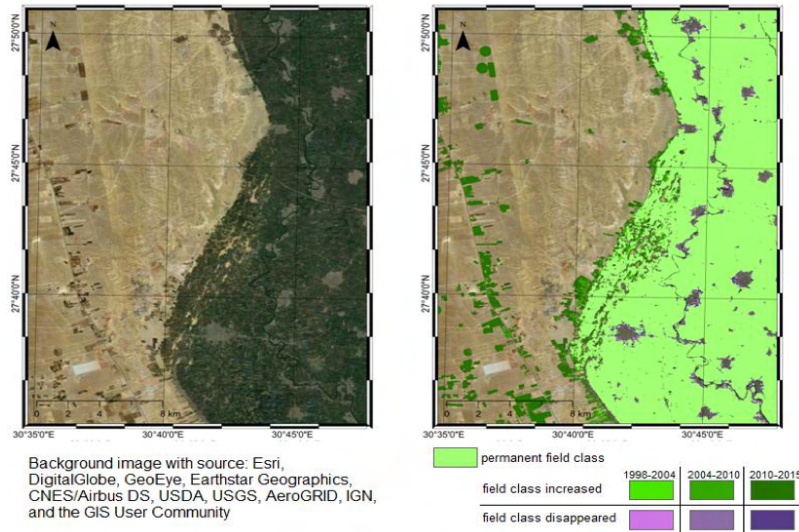 27°50'0"N
27°45'0"N
27°40'0"N
N
0 2 4 8 km
30°35'0"E 30°40'0"E 30°45'0"E
27°50'0"N
27°45'0"N
27°40'0"N
N
0 2 4 8 km
30°35'0"E 30°40'0"E 30°45'0"E
Background image with source: Esri,
DigitalGlobe, GeoEye, Earthstar Geographics,
CNES/Airbus DS, USDA, USGS, AeroGRID, IGN,
and the GIS User Community
permanent field class
1998-2004 2004-2010 2010-2015
field class increased
field class disappeared